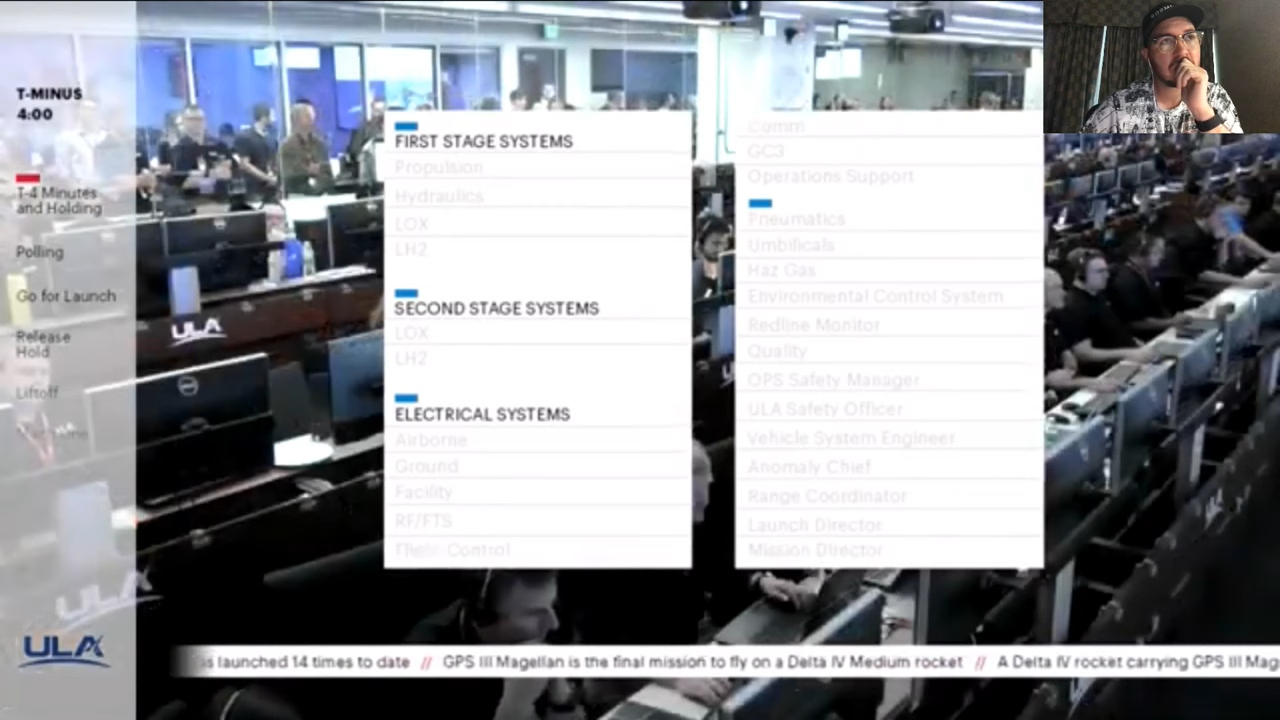 T-MINUS
4:00
T-4 Minutes
and Holding
Polling
Go for Launch
Release
Hold
Liftoff
ULA
FIRST STAGE SYSTEMS
Propulsion
Hydraulics
LOX
LH2
SECOND STAGE SYSTEMS
LOX
LH2
ELECTRICAL SYSTEMS
Airborne
Ground
Facility
RF/FTS
Flight Control
Comm
GC3
Operations Support
Pneumatics
Umbilicals
Haz Gas
Environmental Control System
Redline Monitor
Quality
OPS Safety Manager
ULA Safety Officer
Vehicle System Engineer
Anomaly Chief
Range Coordinator
Launch Director
Mission Director
ULA
ULA
DELL
launched 14 times to date // GPS III Magellan is the final mission to fly on a Delta IV Medium rocket // A Delta IV rocket carrying GPS III Mag